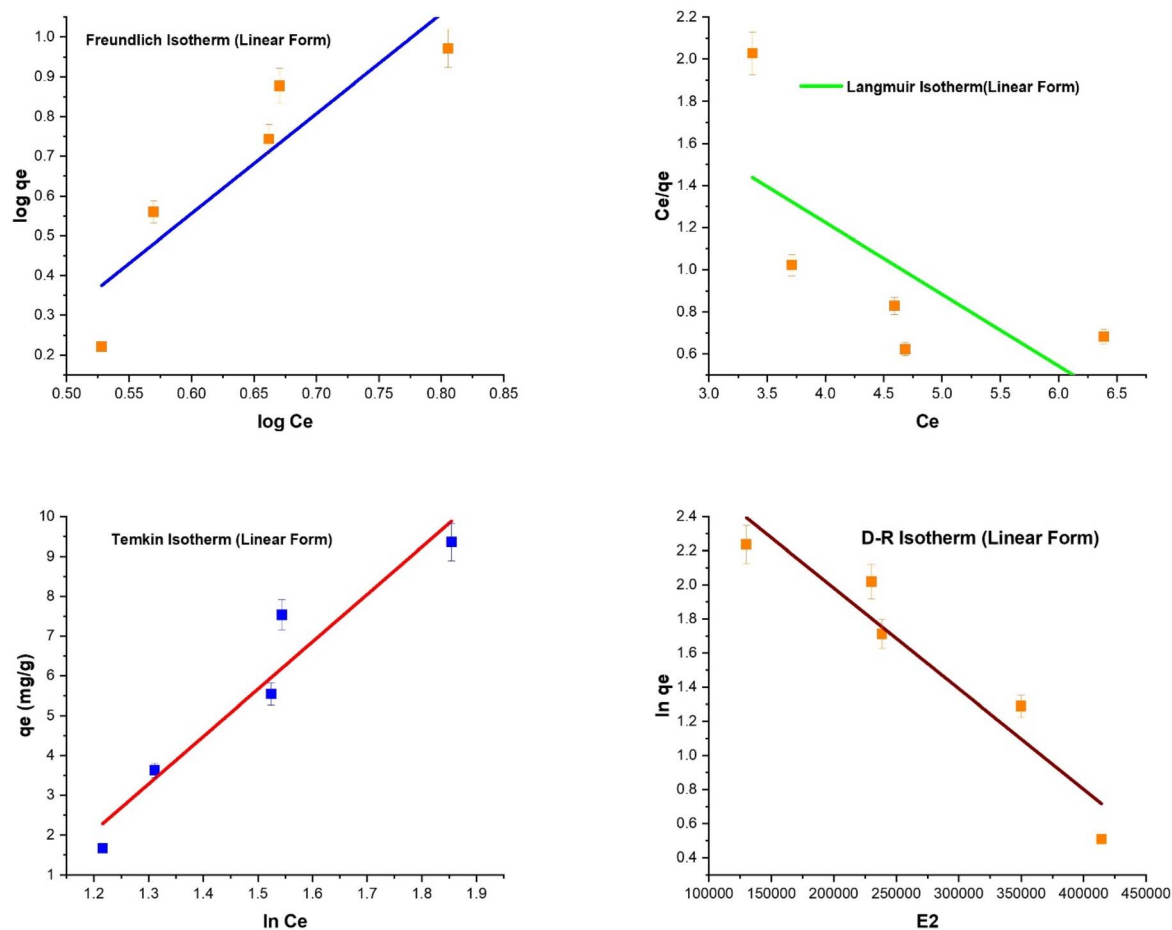 Freundlich Isotherm (Linear Form)
1.0
0.9
0.8
0.7
0.6
0.5
0.4
0.3
0.2
log qe
0.50 0.55 0.60 0.65 0.70 0.75 0.80 0.85
log Ce
Langmuir Isotherm(Linear Form)
2.2
2.0
1.8
1.6
1.4
1.2
1.0
0.8
0.6
Ce/qe
3.0 3.5 4.0 4.5 5.0 5.5 6.0 6.5
Ce
Temkin Isotherm (Linear Form)
10
9
8
7
6
5
4
3
2
1
qe (mg/g)
1.2 1.3 1.4 1.5 1.6 1.7 1.8 1.9
ln Ce
D-R Isotherm (Linear Form)
2.4
2.2
2.0
1.8
1.6
1.4
1.2
1.0
0.8
0.6
0.4
ln qe
100000 150000 200000 250000 300000 350000 400000 450000
E2